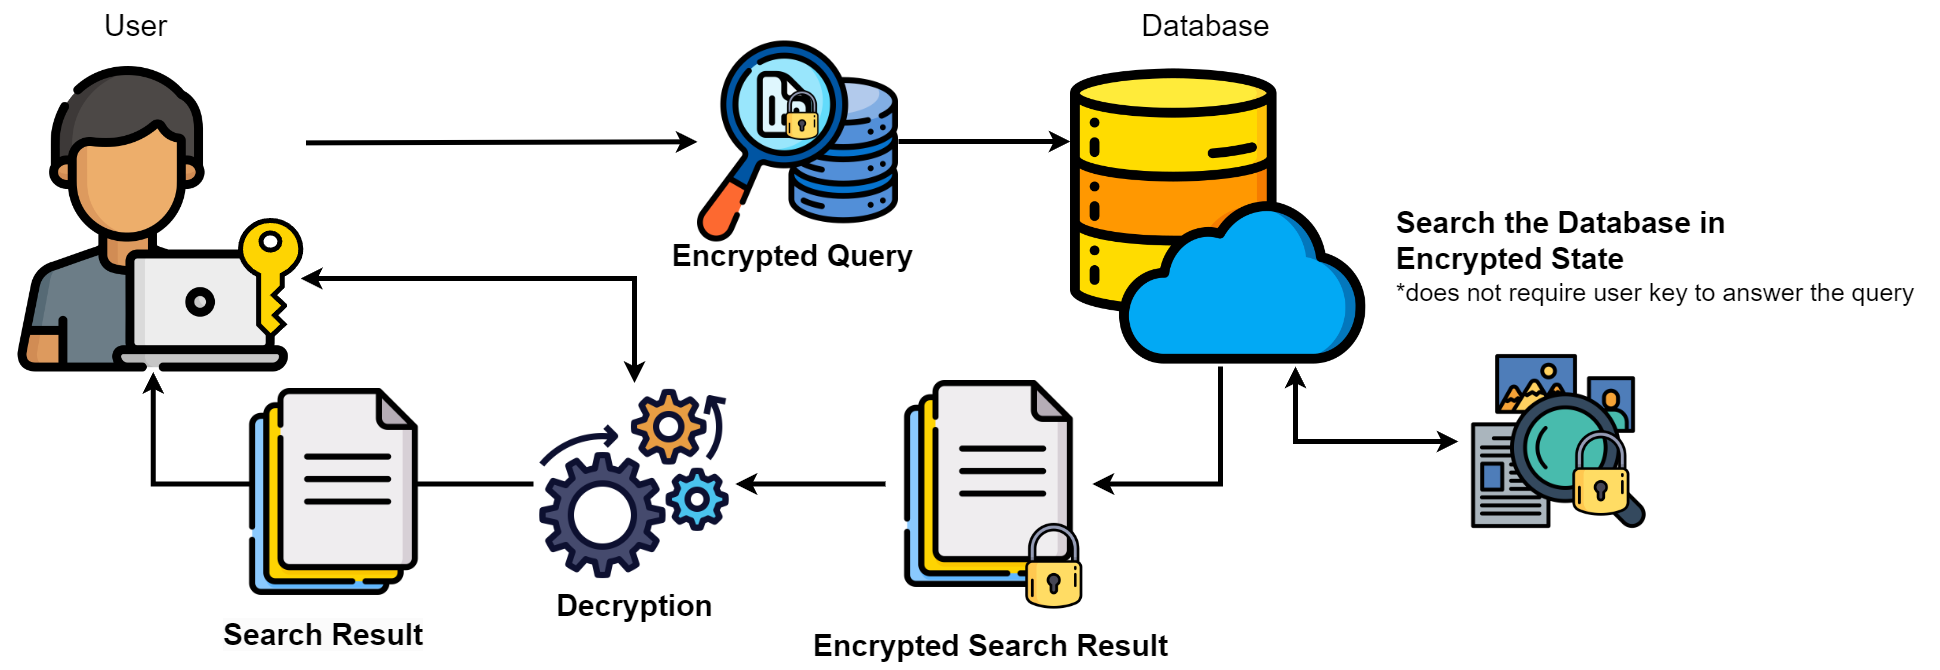 User
Database
Encrypted Query
Search the Database in
Encrypted State
*does not require user key to answer the query
Decryption
Search Result
Encrypted Search Result